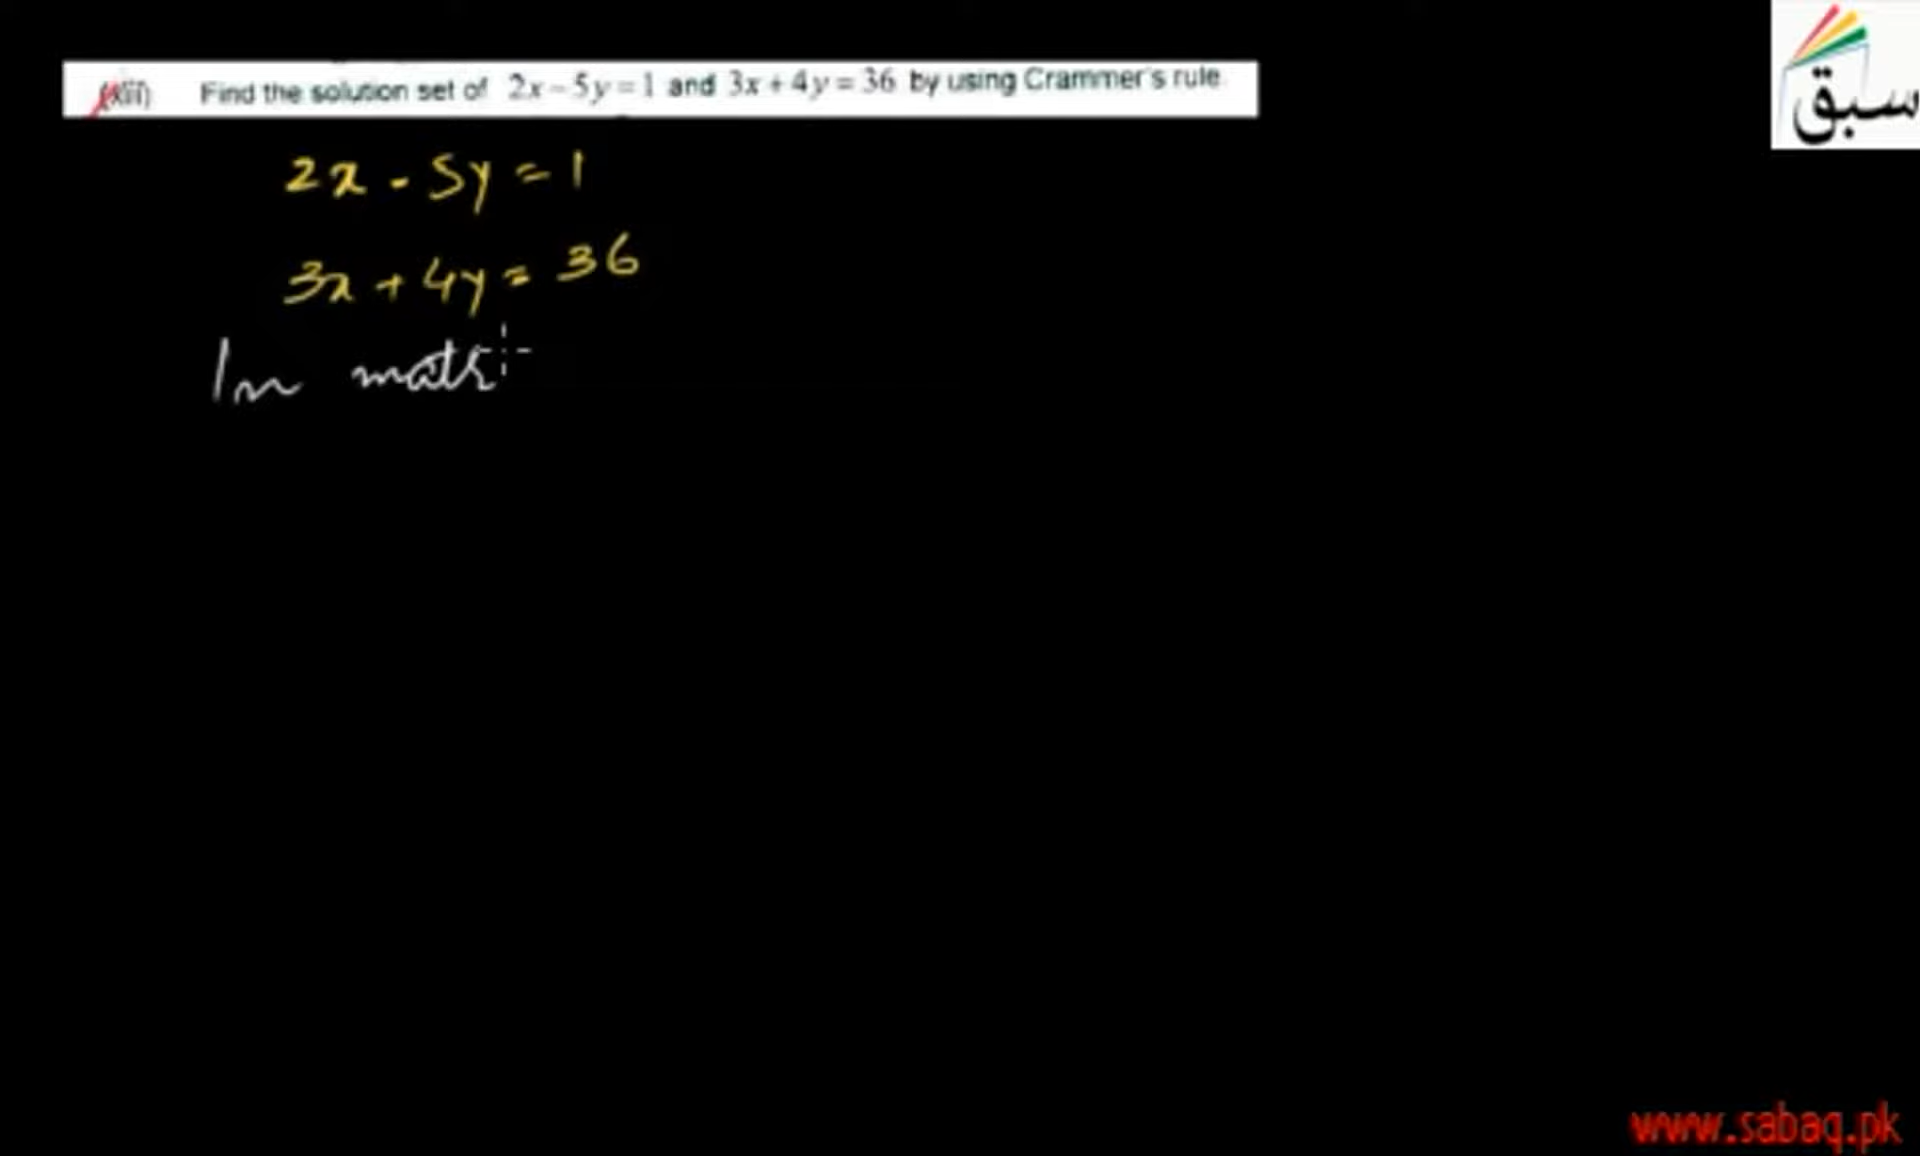 (xiii) Find the solution set of 2x-5y=1 and 3x+4y=36 by using Crammer's rule
سبق
2x - 5y = 1
3x + 4y = 36
In matri
www.sabaq.pk